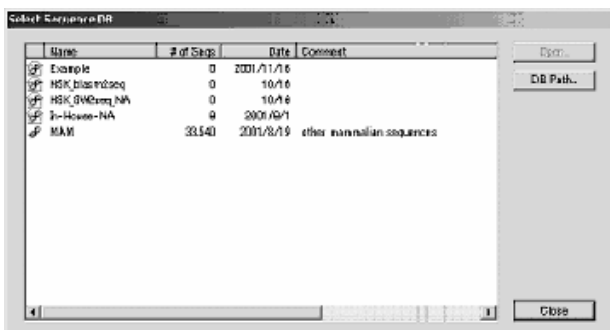 Select Sequence DB
Name # of Seqs Date Comment
Example 0 2001/11/16
HSK_blasm2seq 0 10/16
HSK_SW2seq_NA 0 10/16
In-House-NA 2001/9/1
MAM 33,540 2001/8/19 other mammalian sequences
Open..
DB Path..
Close